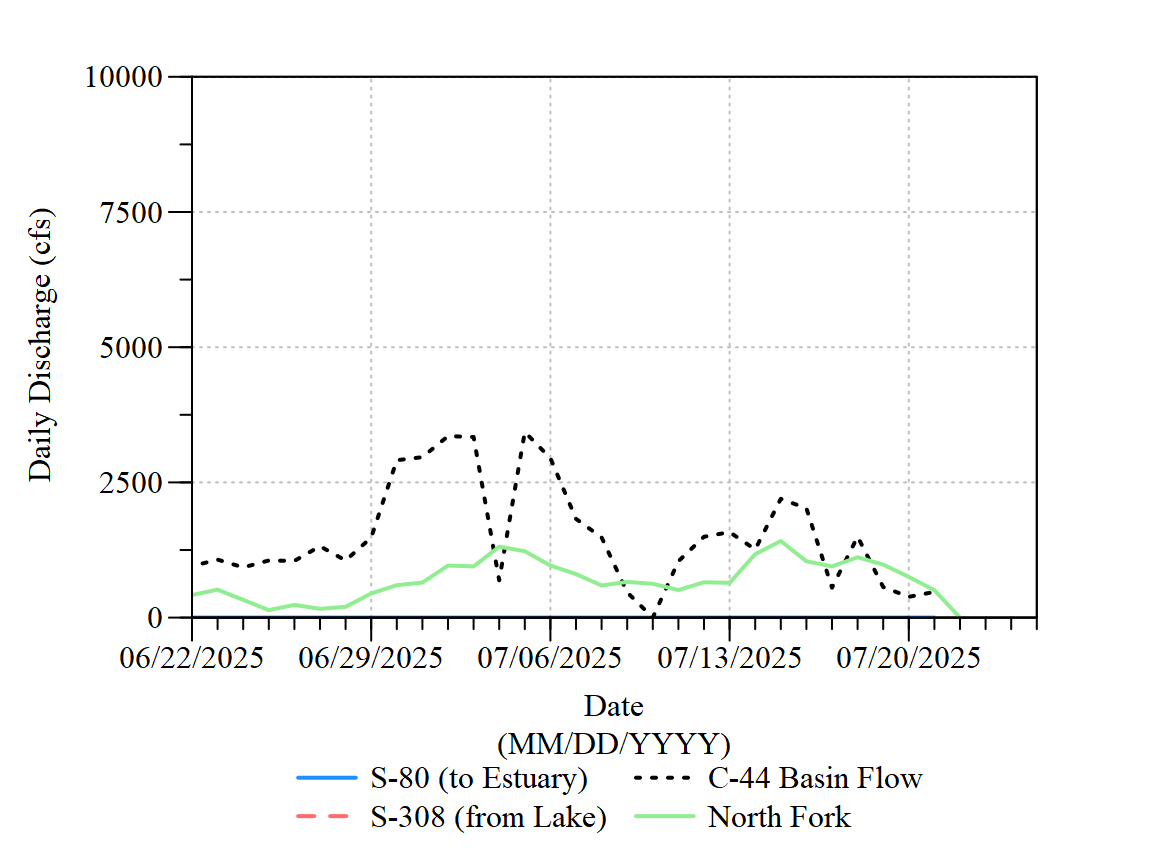 10000
7500
5000
2500
0
Daily Discharge (cfs)
06/22/2025 06/29/2025 07/06/2025 07/13/2025 07/20/2025
Date
(MM/DD/YYYY)
S-80 (to Estuary) C-44 Basin Flow
S-308 (from Lake) North Fork